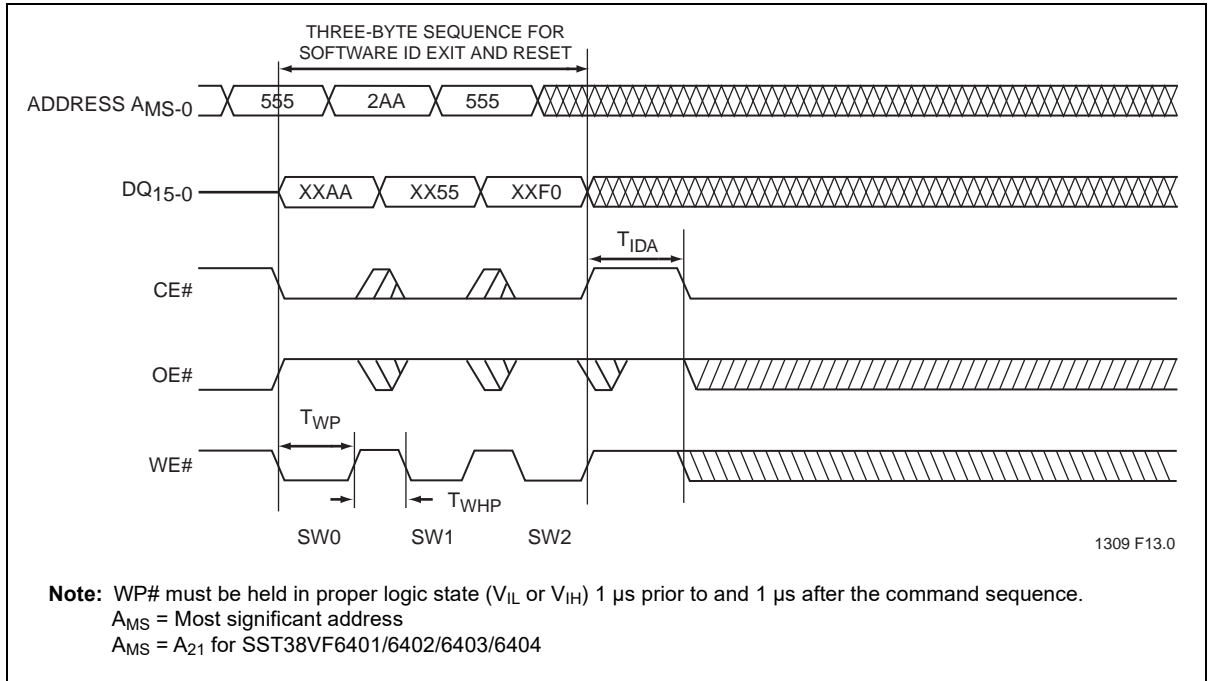 THREE-BYTE SEQUENCE FOR
SOFTWARE ID EXIT AND RESET
ADDRESS AMS-0
555
2AA
555
DQ15-0
XXAA
XX55
XXF0
TIDA
CE#
OE#
TWP
WE#
TWHP
SW0
SW1
SW2
1309 F13.0
Note: WP# must be held in proper logic state (VIL or VIH) 1 µs prior to and 1 µs after the command sequence.
AMS = Most significant address
AMS = A21 for SST38VF6401/6402/6403/6404